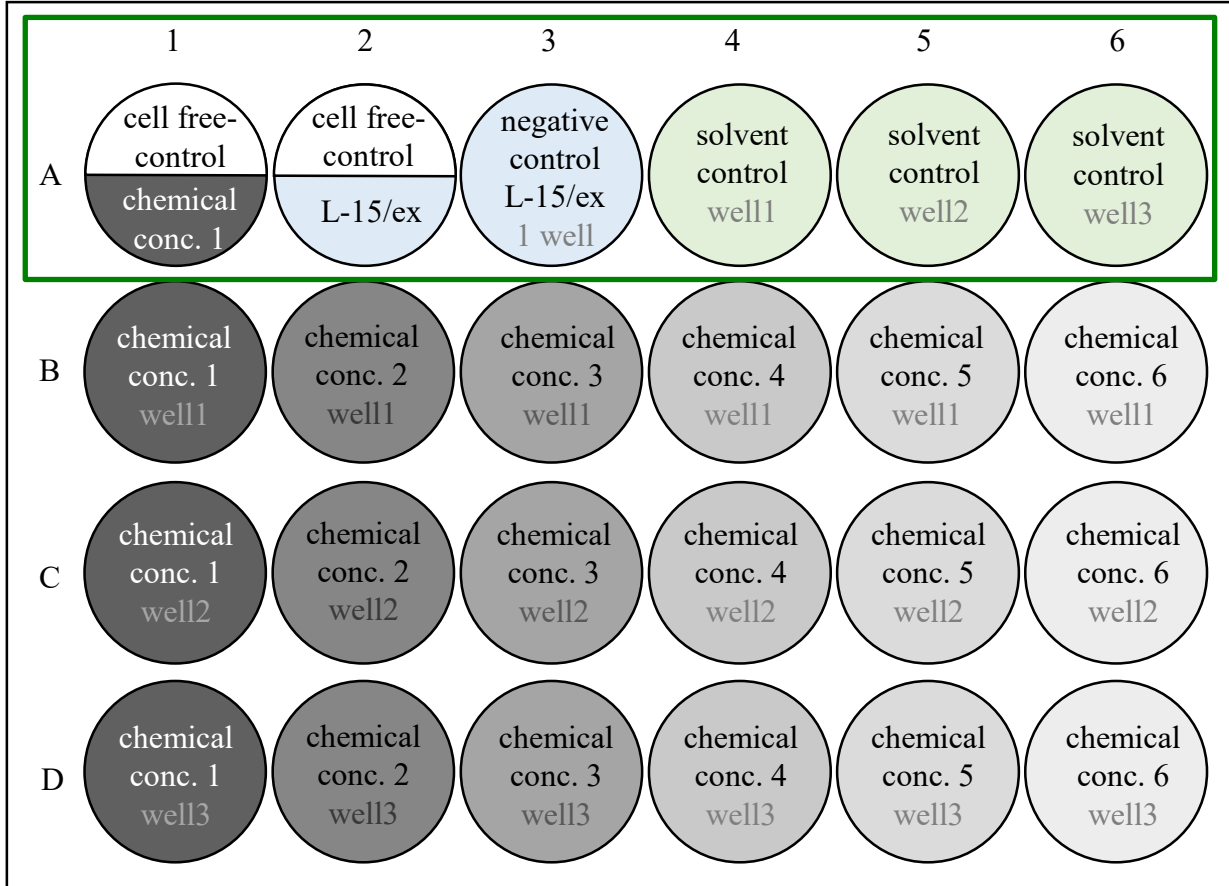 1 2 3 4 5 6
A
cell free-
control
chemical
conc. 1
cell free-
control
L-15/ex
negative
control
L-15/ex
1 well
solvent
control
well1
solvent
control
well2
solvent
control
well3
B
chemical
conc. 1
well1
chemical
conc. 2
well1
chemical
conc. 3
well1
chemical
conc. 4
well1
chemical
conc. 5
well1
chemical
conc. 6
well1
C
chemical
conc. 1
well2
chemical
conc. 2
well2
chemical
conc. 3
well2
chemical
conc. 4
well2
chemical
conc. 5
well2
chemical
conc. 6
well2
D
chemical
conc. 1
well3
chemical
conc. 2
well3
chemical
conc. 3
well3
chemical
conc. 4
well3
chemical
conc. 5
well3
chemical
conc. 6
well3